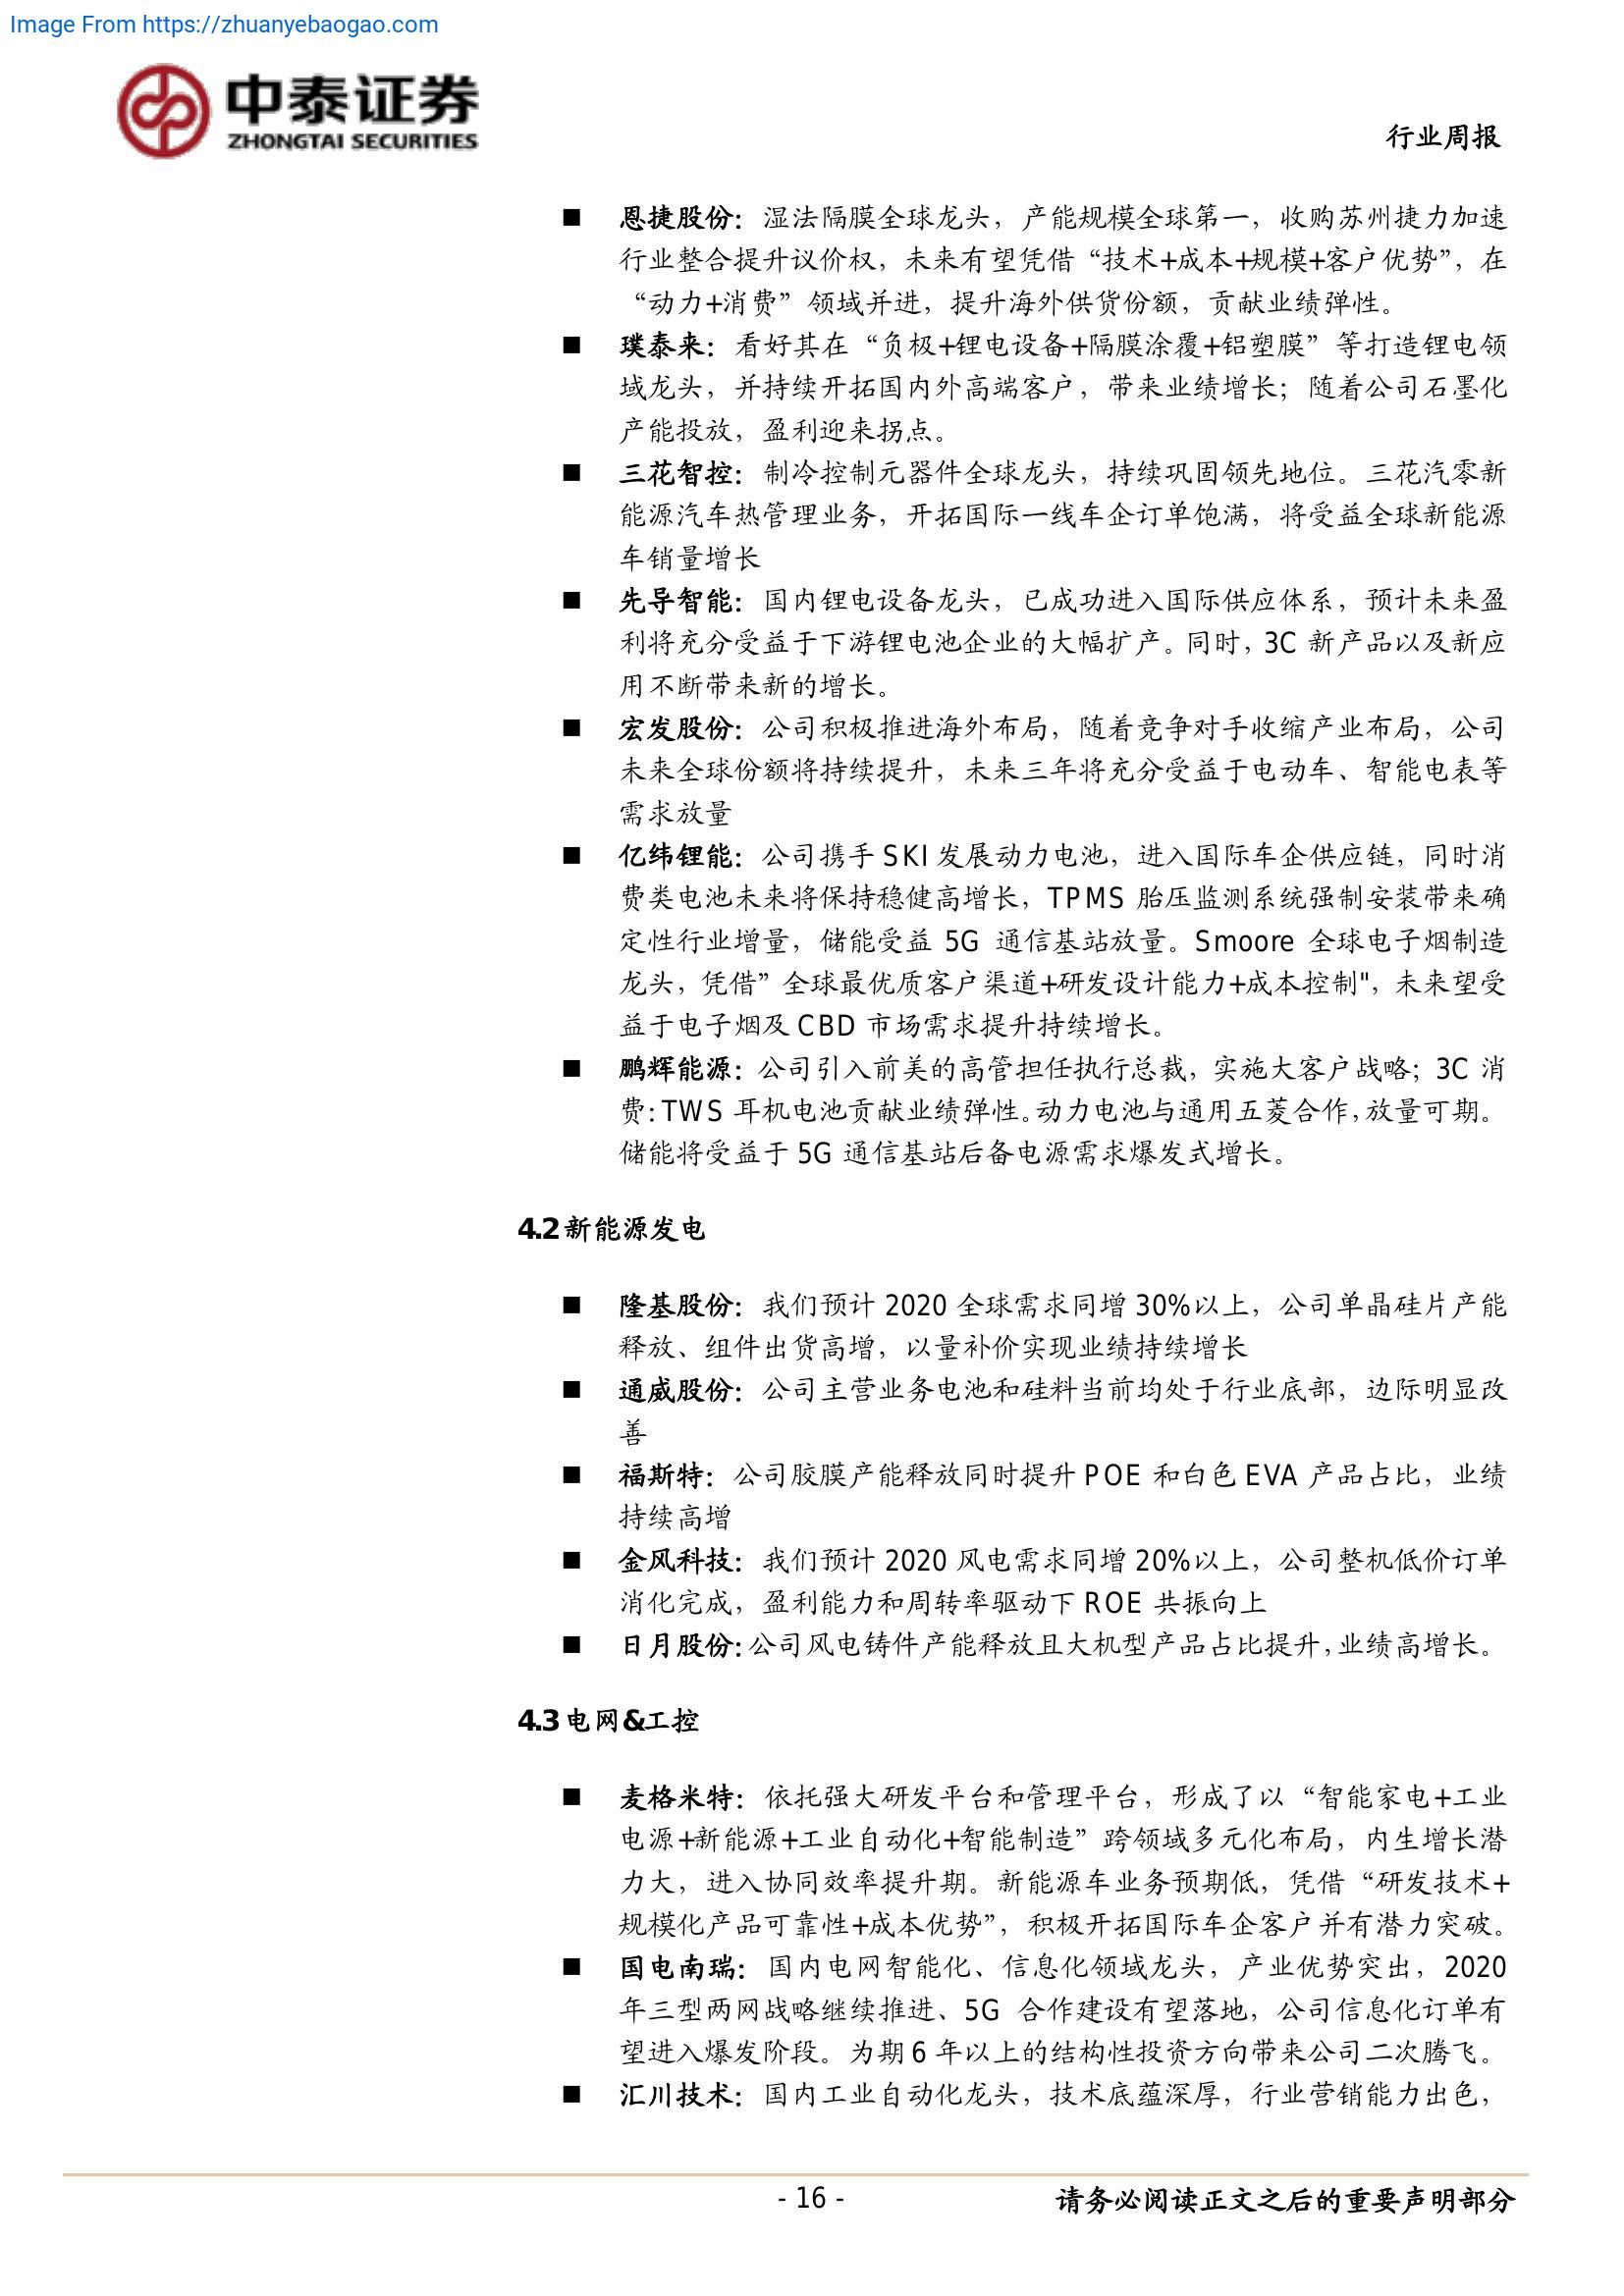 Image From https://zhuanyebaogao.com
中泰证券
ZHONGTAI SECURITIES
行业周报
■ 恩捷股份：湿法隔膜全球龙头，产能规模全球第一，收购苏州捷力加速
行业整合提升议价权，未来有望凭借“技术+成本+规模+客户优势”，在
“动力+消费”领域并进，提升海外供货份额，贡献业绩弹性。
■ 璞泰来：看好其在“负极+锂电设备+隔膜涂覆+铝塑膜”等打造锂电领
域龙头，并持续开拓国内外高端客户，带来业绩增长；随着公司石墨化
产能投放，盈利迎来拐点。
■ 三花智控：制冷控制元器件全球龙头，持续巩固领先地位。三花汽零新
能源汽车热管理业务，开拓国际一线车企订单饱满，将受益全球新能源
车销量增长
■ 先导智能：国内锂电设备龙头，已成功进入国际供应体系，预计未来盈
利将充分受益于下游锂电池企业的大幅扩产。同时，3C 新产品以及新应
用不断带来新的增长。
■ 宏发股份：公司积极推进海外布局，随着竞争对手收缩产业布局，公司
未来全球份额将持续提升，未来三年将充分受益于电动车、智能电表等
需求放量
■ 亿纬锂能：公司携手 SKI 发展动力电池，进入国际车企供应链，同时消
费类电池未来将保持稳健高增长，TPMS 胎压监测系统强制安装带来确
定性行业增量，储能受益 5G 通信基站放量。Smoore 全球电子烟制造
龙头，凭借”全球最优质客户渠道+研发设计能力+成本控制"，未来望受
益于电子烟及 CBD 市场需求提升持续增长。
■ 鹏辉能源：公司引入前美的高管担任执行总裁，实施大客户战略；3C 消
费：TWS 耳机电池贡献业绩弹性。动力电池与通用五菱合作，放量可期。
储能将受益于 5G 通信基站后备电源需求爆发式增长。
4.2 新能源发电
■ 隆基股份：我们预计 2020 全球需求同增 30%以上，公司单晶硅片产能
释放、组件出货高增，以量补价实现业绩持续增长
■ 通威股份：公司主营业务电池和硅料当前均处于行业底部，边际明显改
善
■ 福斯特：公司胶膜产能释放同时提升 POE 和白色 EVA 产品占比，业绩
持续高增
■ 金风科技：我们预计 2020 风电需求同增 20%以上，公司整机低价订单
消化完成，盈利能力和周转率驱动下 ROE 共振向上
■ 日月股份：公司风电铸件产能释放且大机型产品占比提升，业绩高增长。
4.3 电网&工控
■ 麦格米特：依托强大研发平台和管理平台，形成了以“智能家电+工业
电源+新能源+工业自动化+智能制造”跨领域多元化布局，内生增长潜
力大，进入协同效率提升期。新能源车业务预期低，凭借“研发技术+
规模化产品可靠性+成本优势”，积极开拓国际车企客户并有潜力突破。
■ 国电南瑞：国内电网智能化、信息化领域龙头，产业优势突出，2020
年三型两网战略继续推进、5G 合作建设有望落地，公司信息化订单有
望进入爆发阶段。为期 6 年以上的结构性投资方向带来公司二次腾飞。
■ 汇川技术：国内工业自动化龙头，技术底蕴深厚，行业营销能力出色，
- 16 -
请务必阅读正文之后的重要声明部分